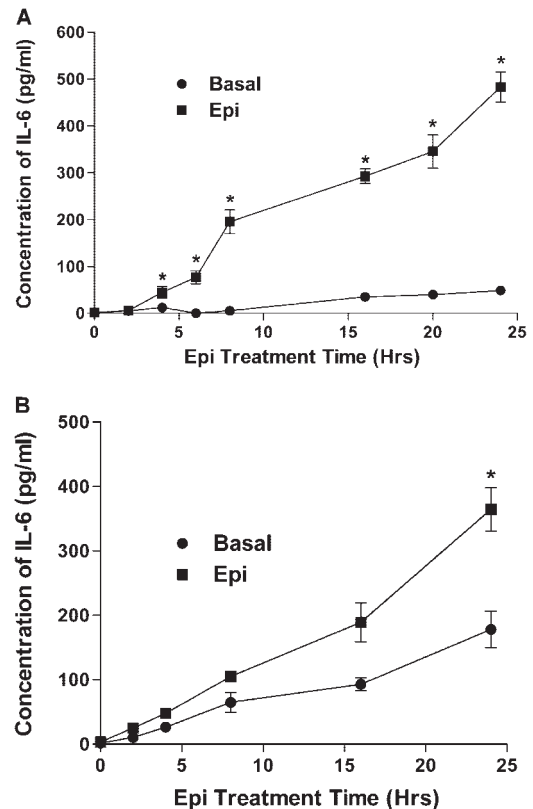 A
600
500
400
300
200
100
0
Concentration of IL-6 (pg/ml)
Basal
Epi
*
*
*
*
*
*
0 5 10 15 20 25
Epi Treatment Time (Hrs)
B
500
400
300
200
100
0
Concentration of IL-6 (pg/ml)
Basal
Epi
*
0 5 10 15 20 25
Epi Treatment Time (Hrs)